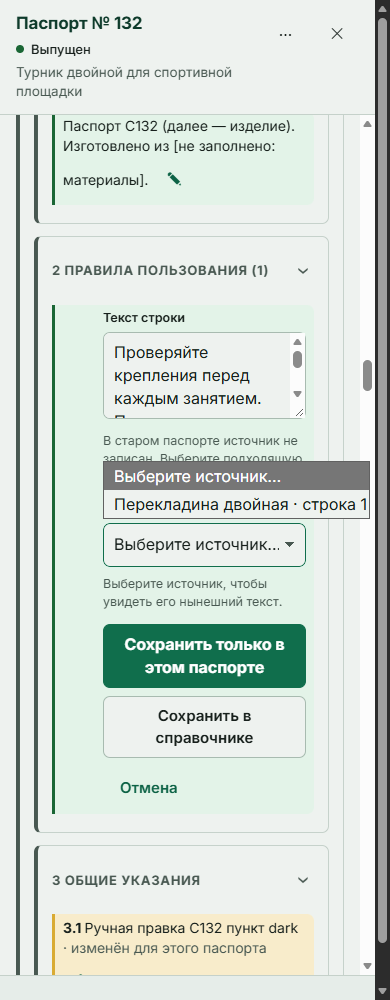 Паспорт № 132
Выпущен
Турник двойной для спортивной
площадки
Паспорт C132 (далее — изделие).
Изготовлено из [не заполнено:
материалы].
2 ПРАВИЛА ПОЛЬЗОВАНИЯ (1)
Текст строки
Проверяйте
крепления перед
каждым занятием.
В старом паспорте источник не
записан. Выберите подходящую
Выберите источник...
Перекладина двойная · строка 1
Выберите источник...
Выберите источник, чтобы
увидеть его нынешний текст.
Сохранить только в
этом паспорте
Сохранить в
справочнике
Отмена
3 ОБЩИЕ УКАЗАНИЯ
3.1 Ручная правка C132 пункт dark
· изменён для этого паспорта